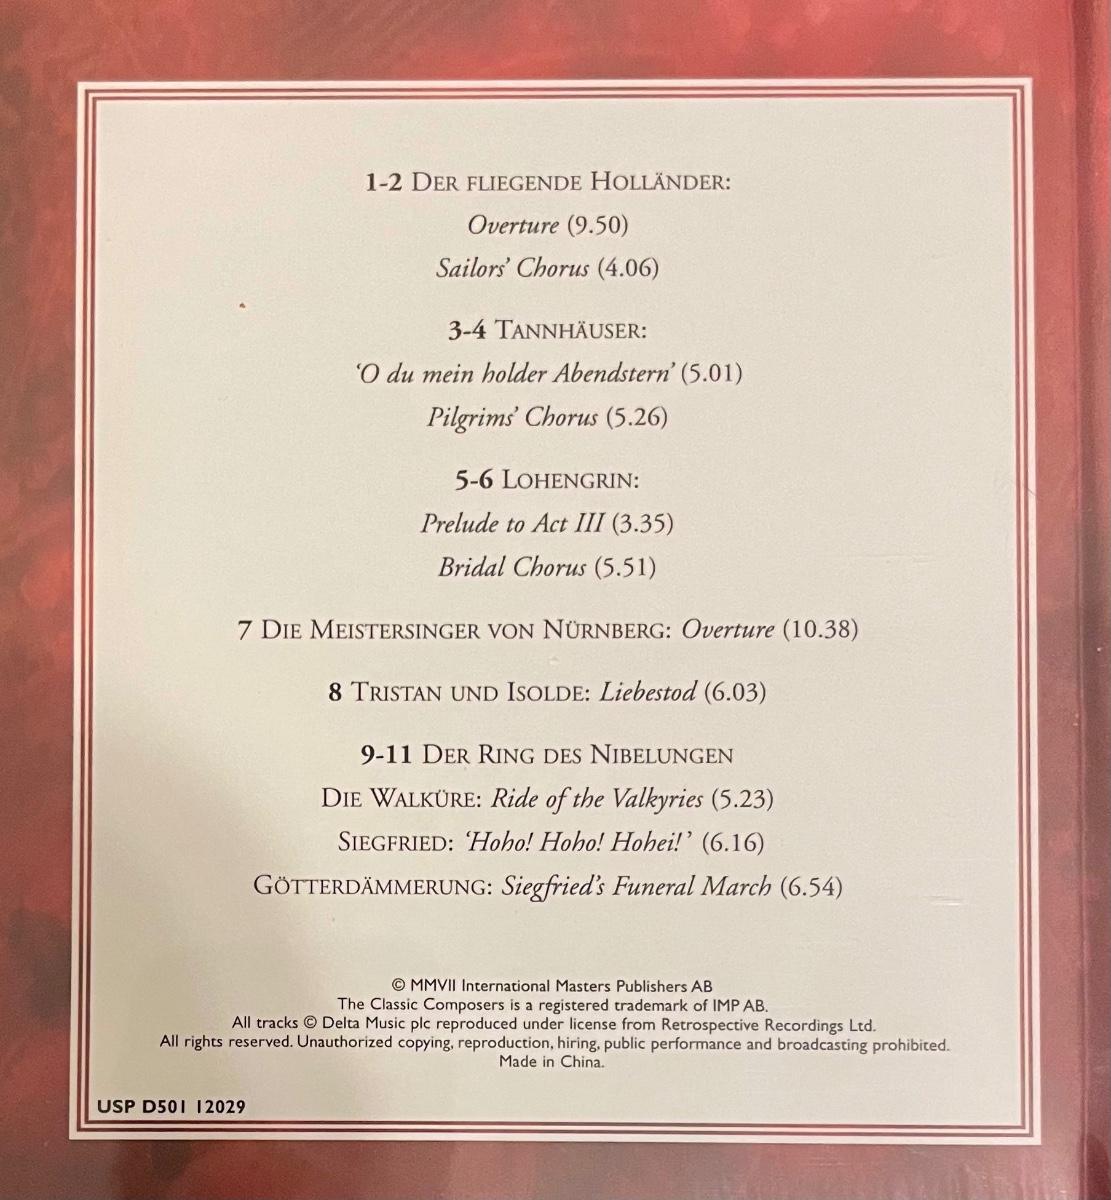 1-2 DER FLIEGENDE HOLLÄNDER:
Overture (9.50)
Sailors’ Chorus (4.06)
3-4 TANNHÄUSER:
‘O du mein holder Abendstern’ (5.01)
Pilgrims’ Chorus (5.26)
5-6 LOHENGRIN:
Prelude to Act III (3.35)
Bridal Chorus (5.51)
7 DIE MEISTERSINGER VON NÜRNBERG: Overture (10.38)
8 TRISTAN UND ISOLDE: Liebestod (6.03)
9-11 DER RING DES NIBELUNGEN
DIE WALKÜRE: Ride of the Valkyries (5.23)
SIEGFRIED: ‘Hoho! Hoho! Hohei!’ (6.16)
GÖTTERDÄMMERUNG: Siegfried’s Funeral March (6.54)
© MMVII International Masters Publishers AB
The Classic Composers is a registered trademark of IMP AB.
All tracks © Delta Music plc reproduced under license from Retrospective Recordings Ltd.
All rights reserved. Unauthorized copying, reproduction, hiring, public performance and broadcasting prohibited.
Made in China.
USP D501 12029